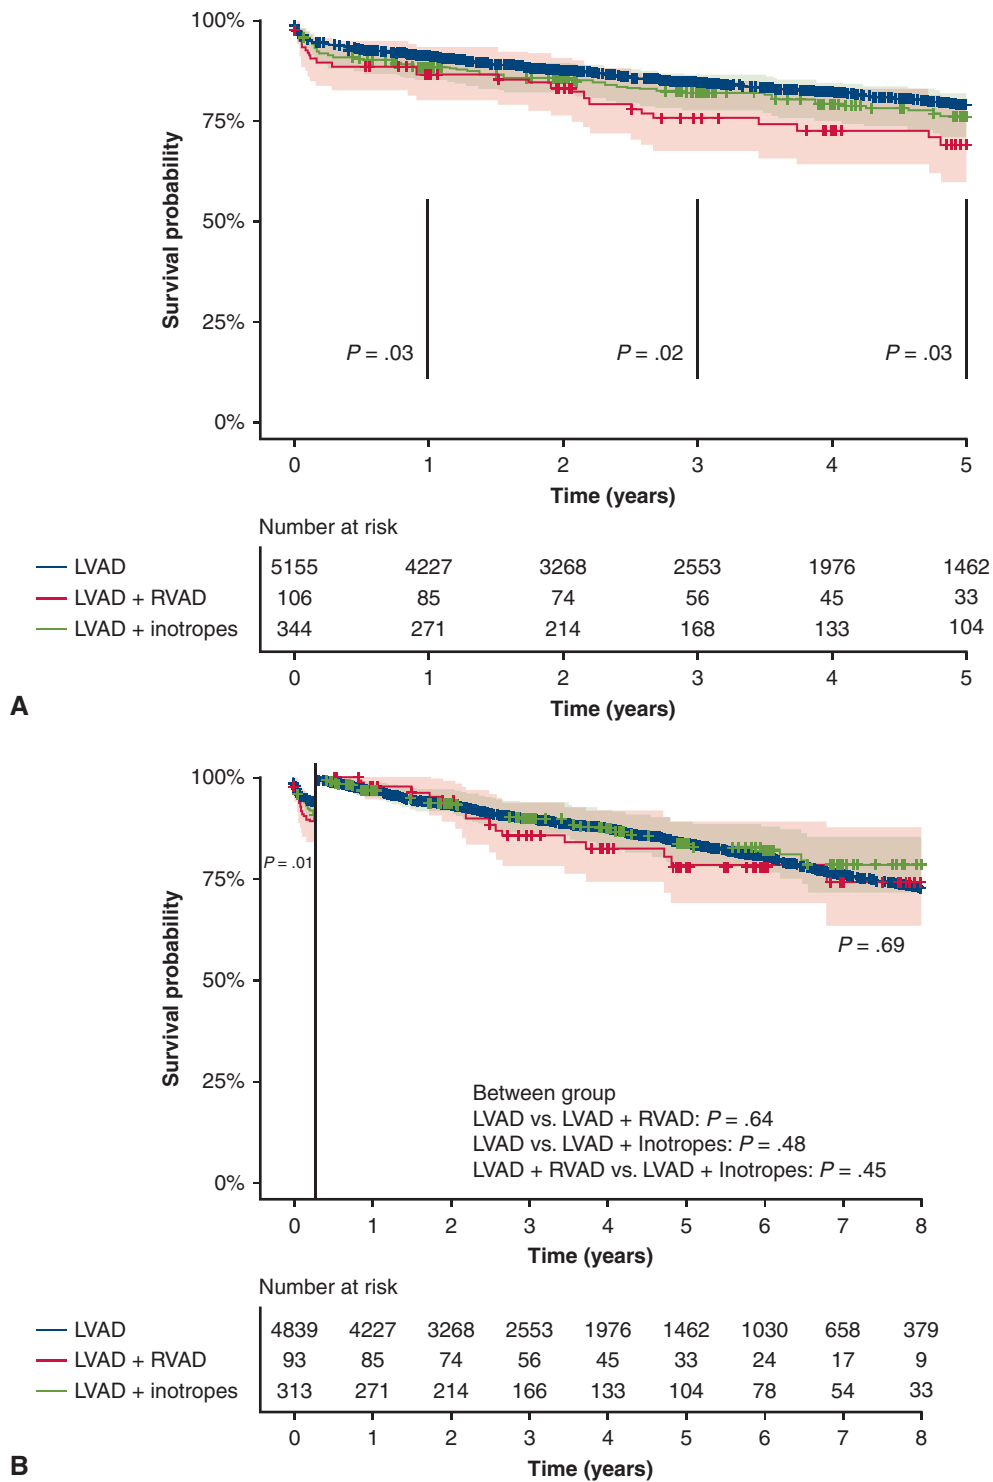 100%
75%
50%
25%
0%
Survival probability
P = .03
P = .02
P = .03
0 1 2 3 4 5
Time (years)
Number at risk
LVAD 5155 4227 3268 2553 1976 1462
LVAD + RVAD 106 85 74 56 45 33
LVAD + inotropes 344 271 214 168 133 104
0 1 2 3 4 5
Time (years)
A
100%
75%
50%
25%
0%
Survival probability
P = .01
P = .69
Between group
LVAD vs. LVAD + RVAD: P = .64
LVAD vs. LVAD + Inotropes: P = .48
LVAD + RVAD vs. LVAD + Inotropes: P = .45
0 1 2 3 4 5 6 7 8
Time (years)
Number at risk
LVAD 4839 4227 3268 2553 1976 1462 1030 658 379
LVAD + RVAD 93 85 74 56 45 33 24 17 9
LVAD + inotropes 313 271 214 166 133 104 78 54 33
0 1 2 3 4 5 6 7 8
Time (years)
B